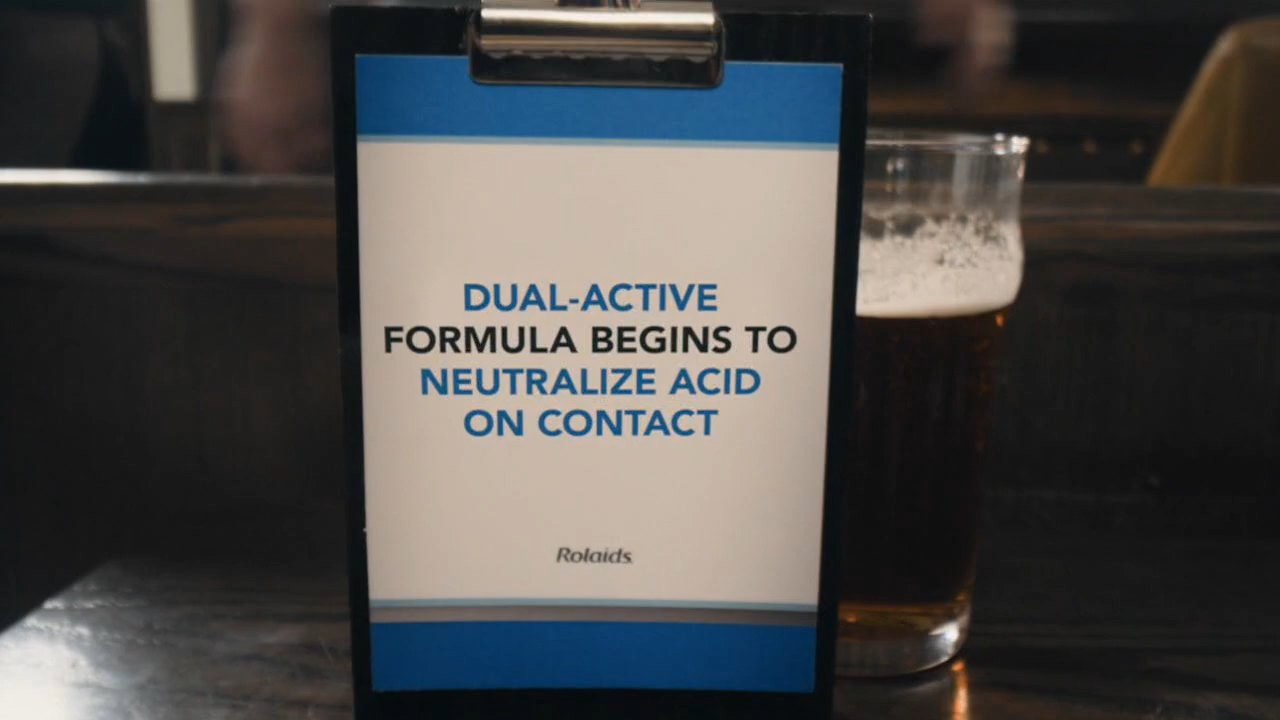 DUAL-ACTIVE
FORMULA BEGINS TO
NEUTRALIZE ACID
ON CONTACT
Rolaids